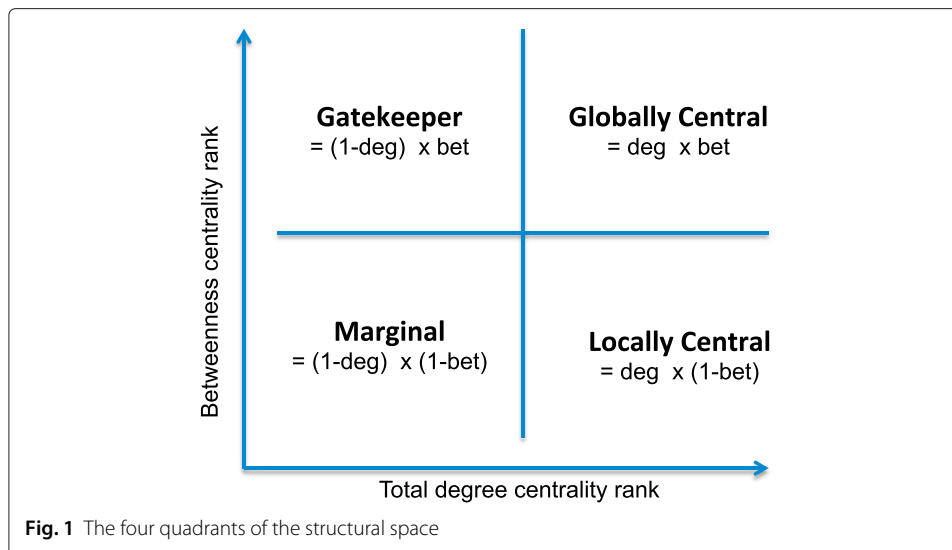 Betweenness centrality rank
Gatekeeper
= (1-deg) x bet
Globally Central
= deg x bet
Marginal
= (1-deg) x (1-bet)
Locally Central
= deg x (1-bet)
Total degree centrality rank
Fig. 1 The four quadrants of the structural space